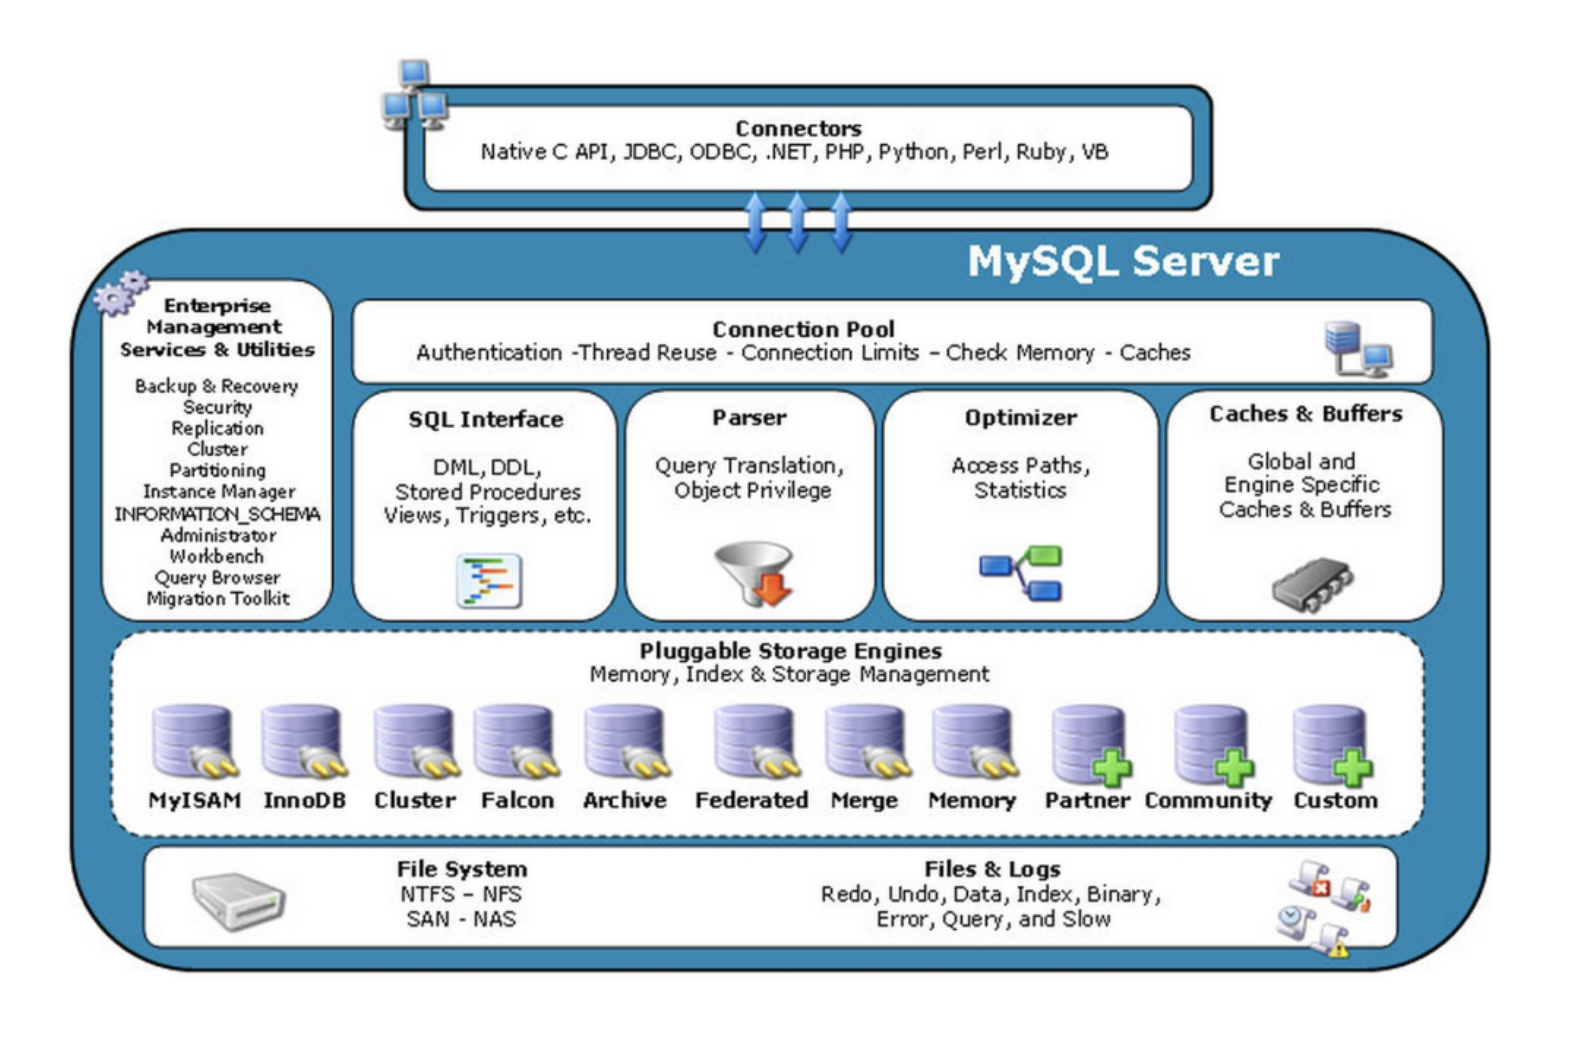 Connectors
Native C API, JDBC, ODBC, .NET, PHP, Python, Perl, Ruby, VB
MySQL Server
Enterprise
Management
Services & Utilities
Backup & Recovery
Security
Replication
Cluster
Partitioning
Instance Manager
INFORMATION_SCHEMA
Administrator
Workbench
Query Browser
Migration Toolkit
Connection Pool
Authentication -Thread Reuse - Connection Limits – Check Memory - Caches
SQL Interface
DML, DDL,
Stored Procedures
Views, Triggers, etc.
Parser
Query Translation,
Object Privilege
Optimizer
Access Paths,
Statistics
Caches & Buffers
Global and
Engine Specific
Caches & Buffers
Pluggable Storage Engines
Memory, Index & Storage Management
MyISAM InnoDB Cluster Falcon Archive Federated Merge Memory Partner Community Custom
File System
NTFS – NFS
SAN - NAS
Files & Logs
Redo, Undo, Data, Index, Binary,
Error, Query, and Slow